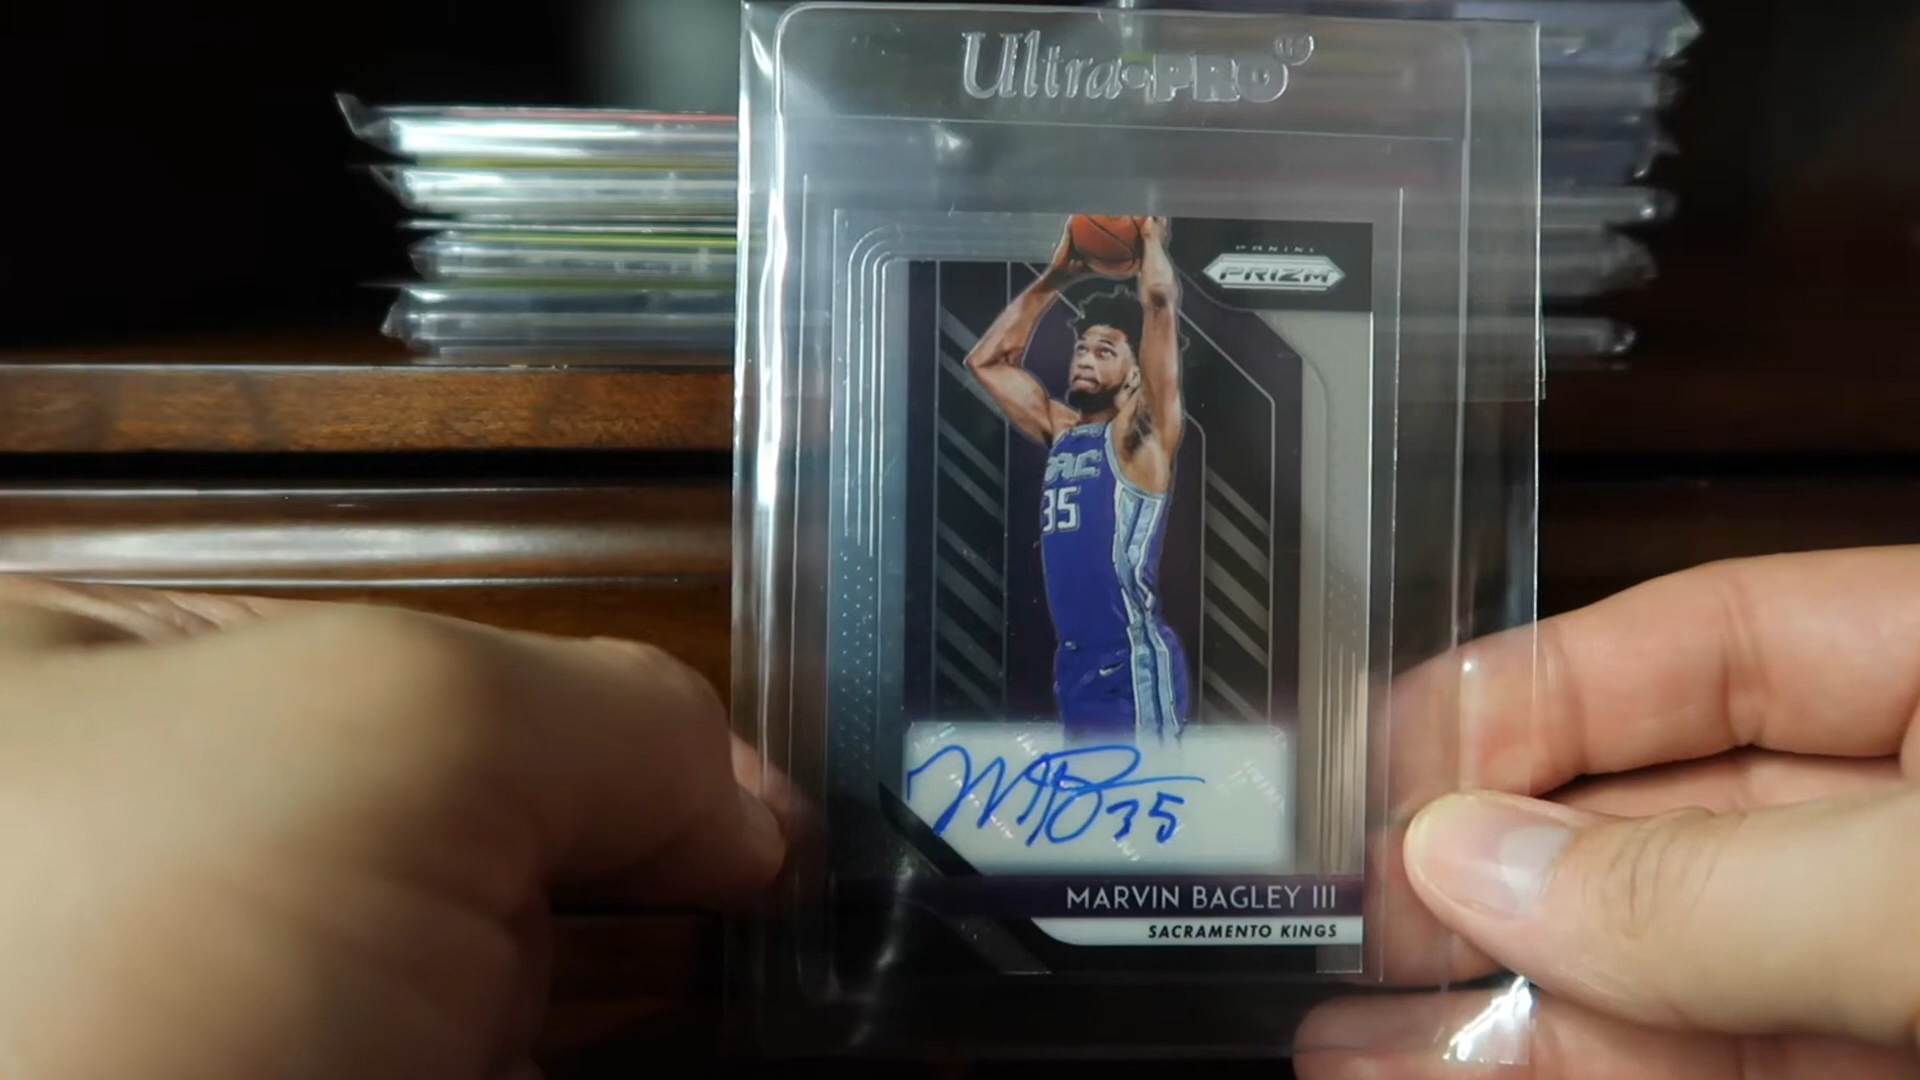 Ultra•PRO®
PANINI
PRIZM
SAC
35
35
MARVIN BAGLEY III
SACRAMENTO KINGS